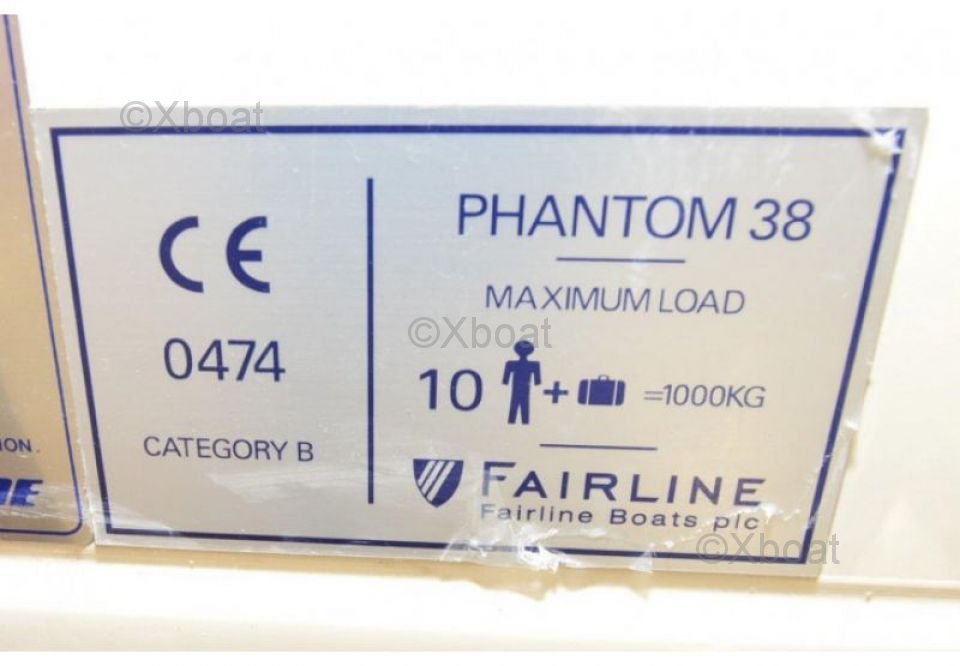 ©Xboat
CE
0474
CATEGORY B
PHANTOM 38
MAXIMUM LOAD
©Xboat
10 + =1000KG
FAIRLINE
Fairline Boats plc
©Xboat